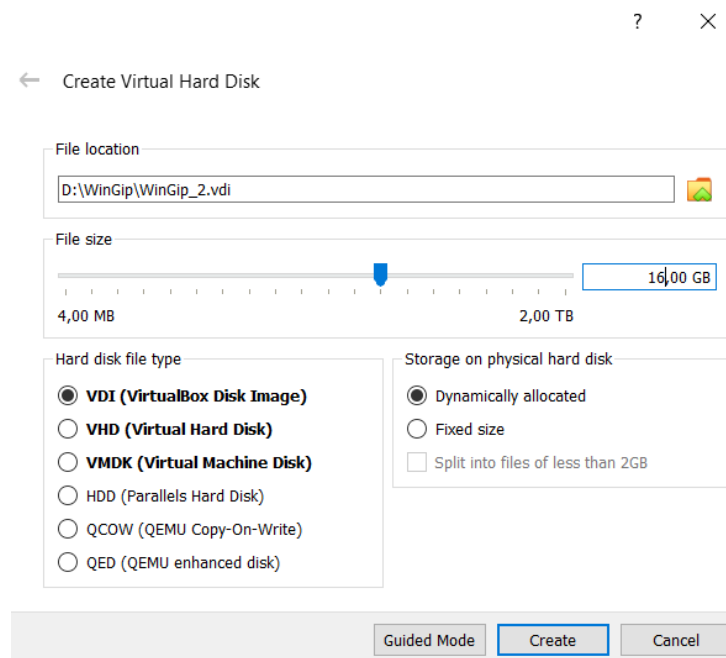 ?
Create Virtual Hard Disk
File location
D:\WinGip\WinGip_2.vdi
File size
16,00 GB
4,00 MB 2,00 TB
Hard disk file type
VDI (VirtualBox Disk Image)
VHD (Virtual Hard Disk)
VMDK (Virtual Machine Disk)
HDD (Parallels Hard Disk)
QCOW (QEMU Copy-On-Write)
QED (QEMU enhanced disk)
Storage on physical hard disk
Dynamically allocated
Fixed size
Split into files of less than 2GB
Guided Mode Create Cancel